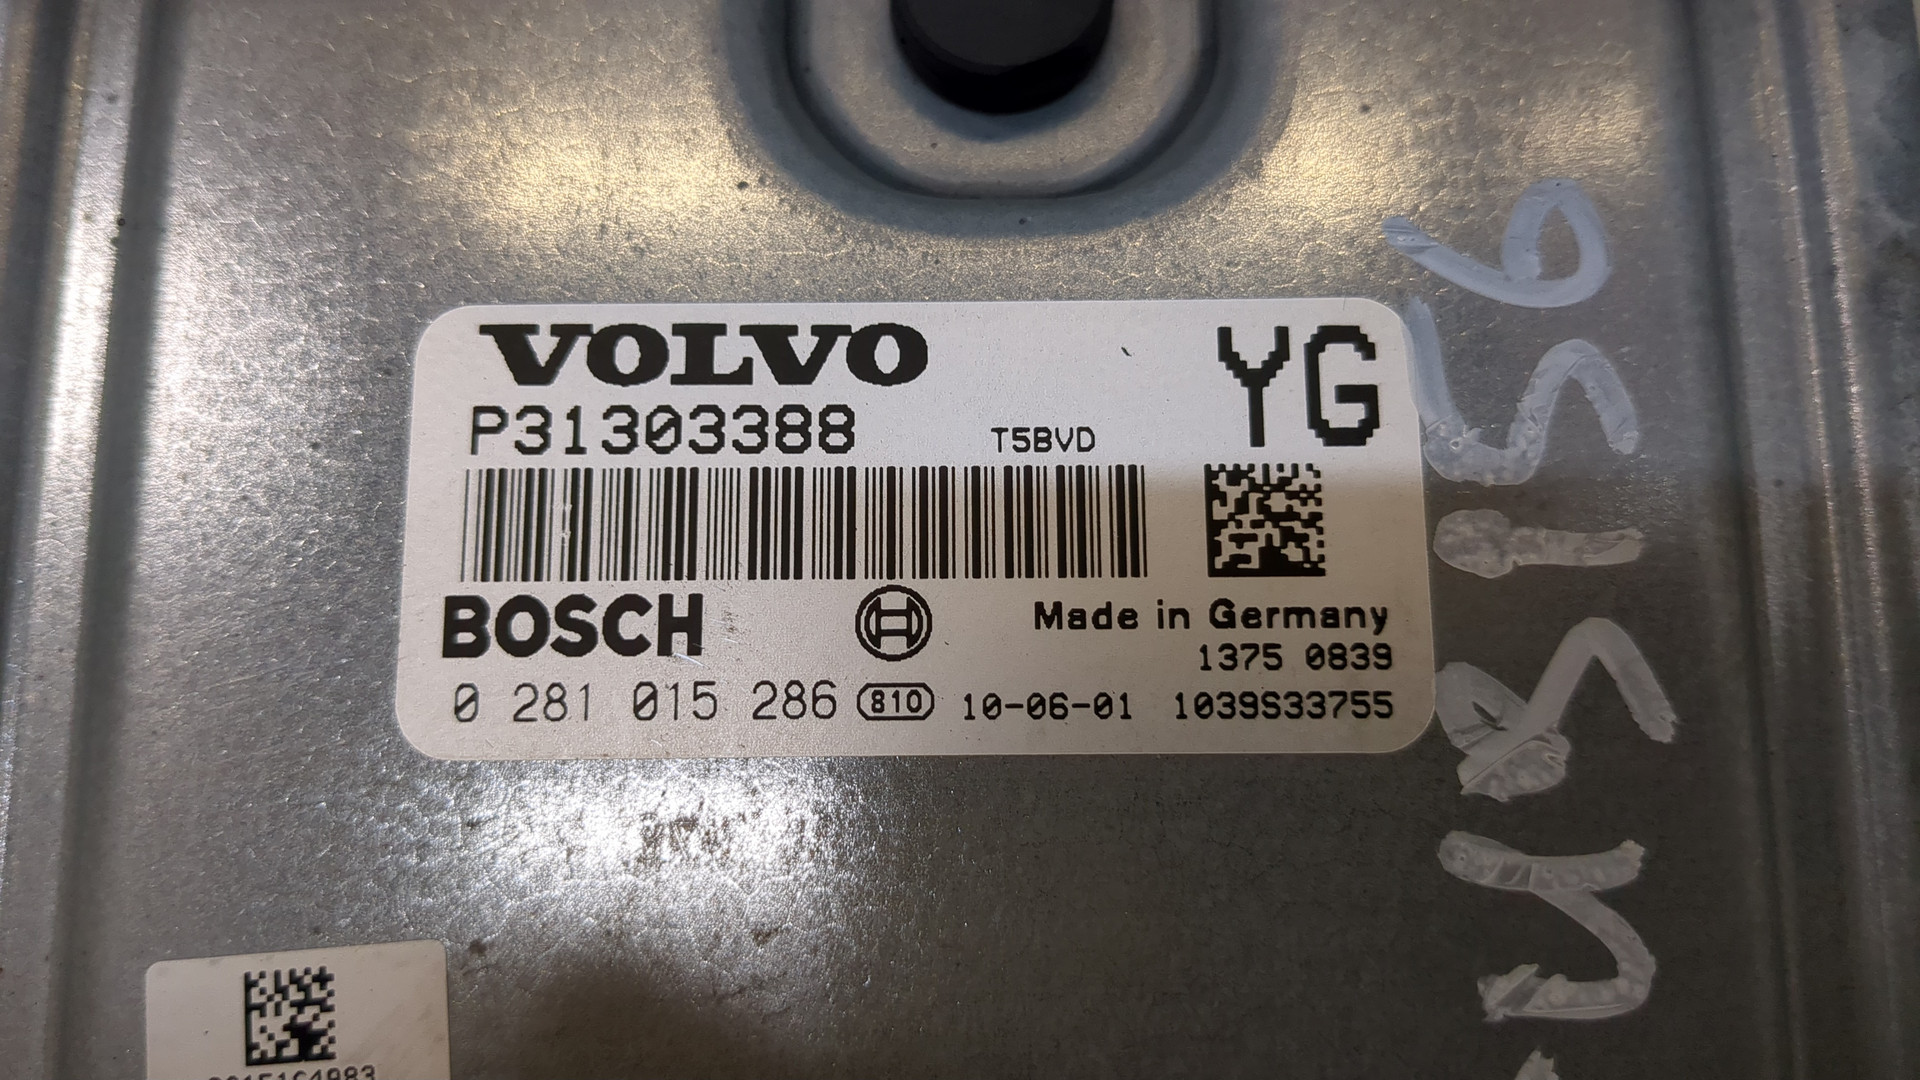 VOLVO
YG
P31303388 T5BVD
BOSCH
Made in Germany
1375 0839
0 281 015 286 810 10-06-01 1039S33755